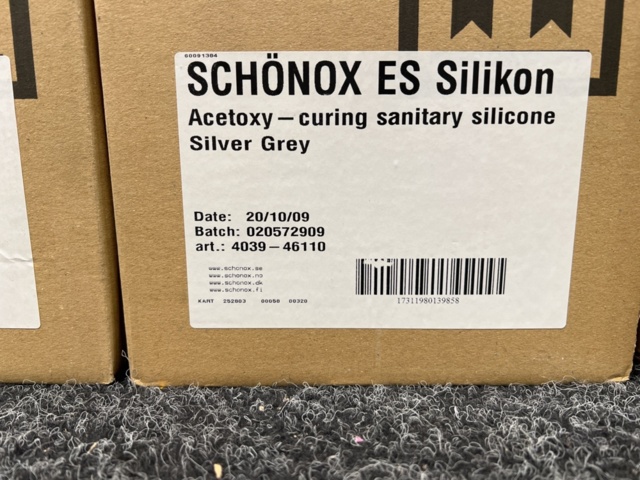 60091304
SCHÖNOX ES Silikon
Acetoxy – curing sanitary silicone
Silver Grey
Date: 20/10/09
Batch: 020572909
art.: 4039 – 46110
www.schonox.se
www.schonox.no
www.schonox.dk
www.schonox.fi
KART 252803 00050 00320
17311980139858